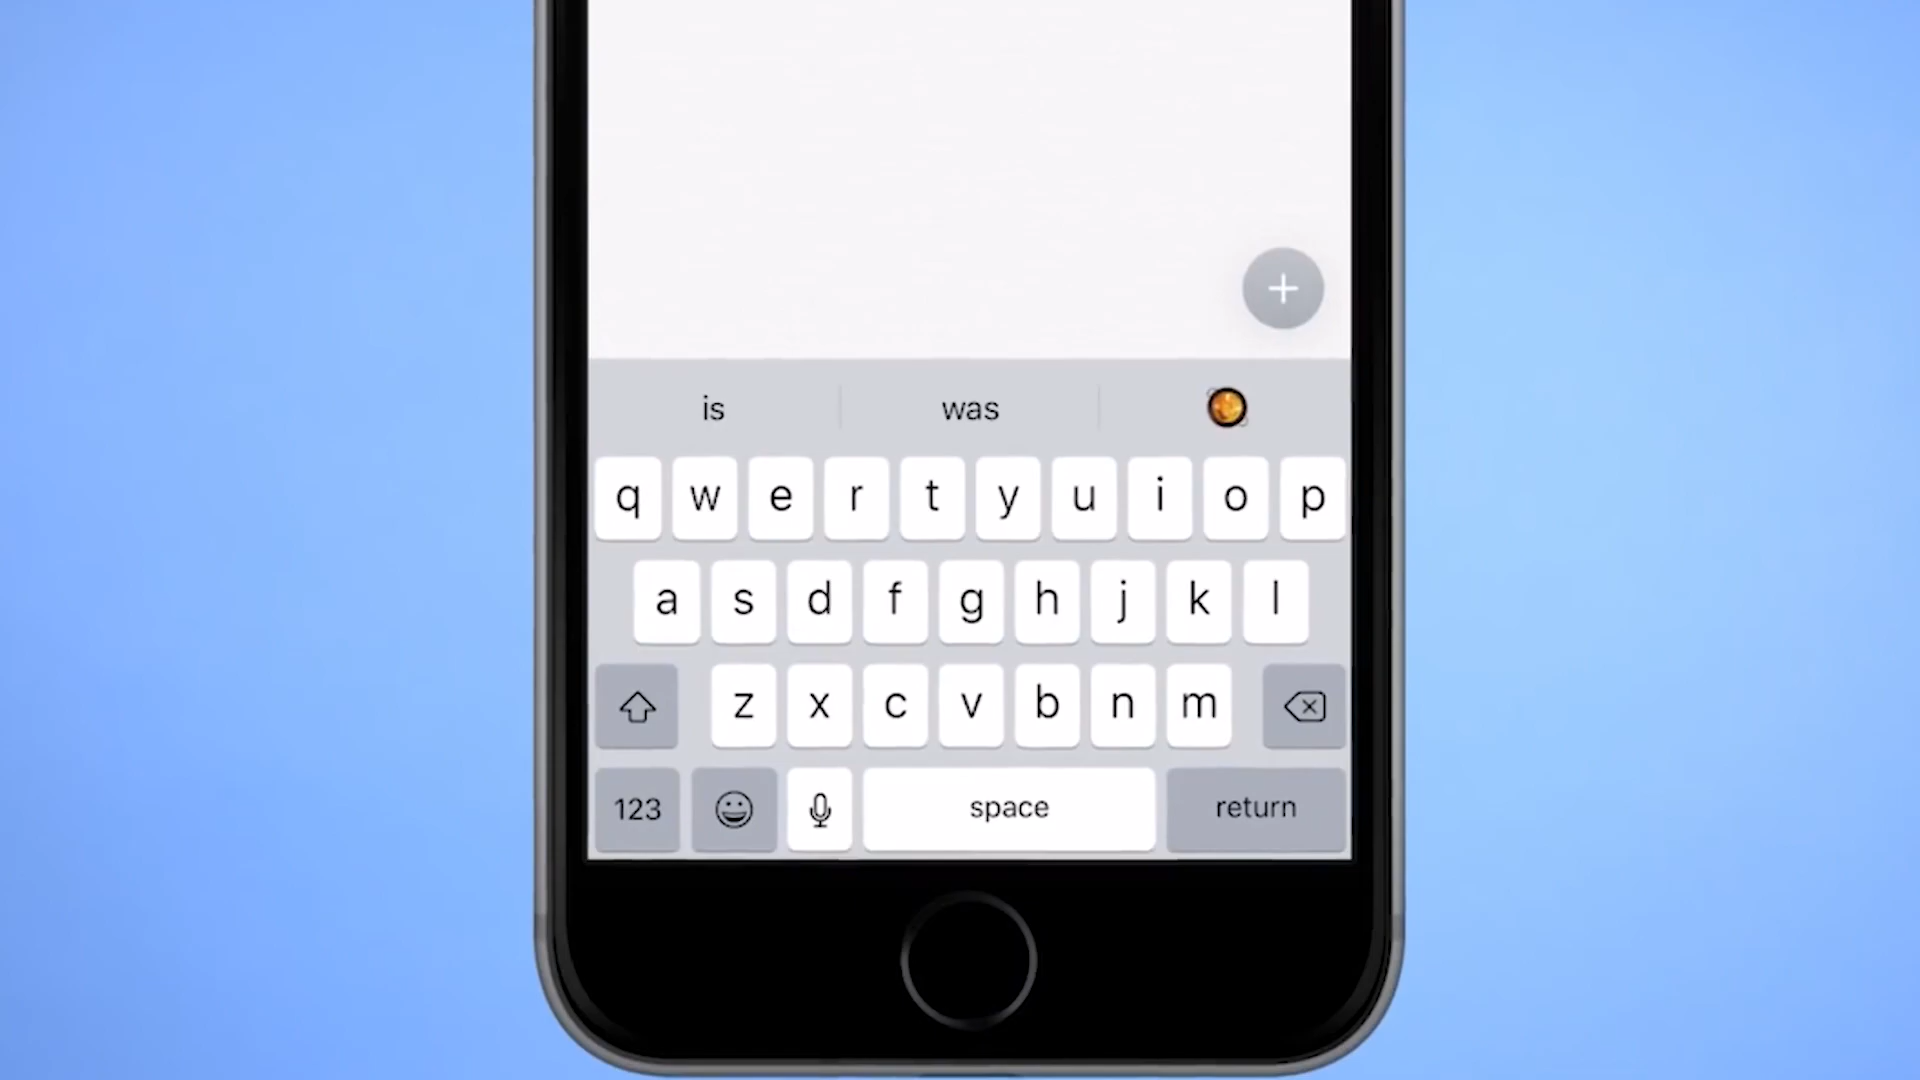 is was
q w e r t y u i o p
a s d f g h j k l
z x c v b n m
123 space return